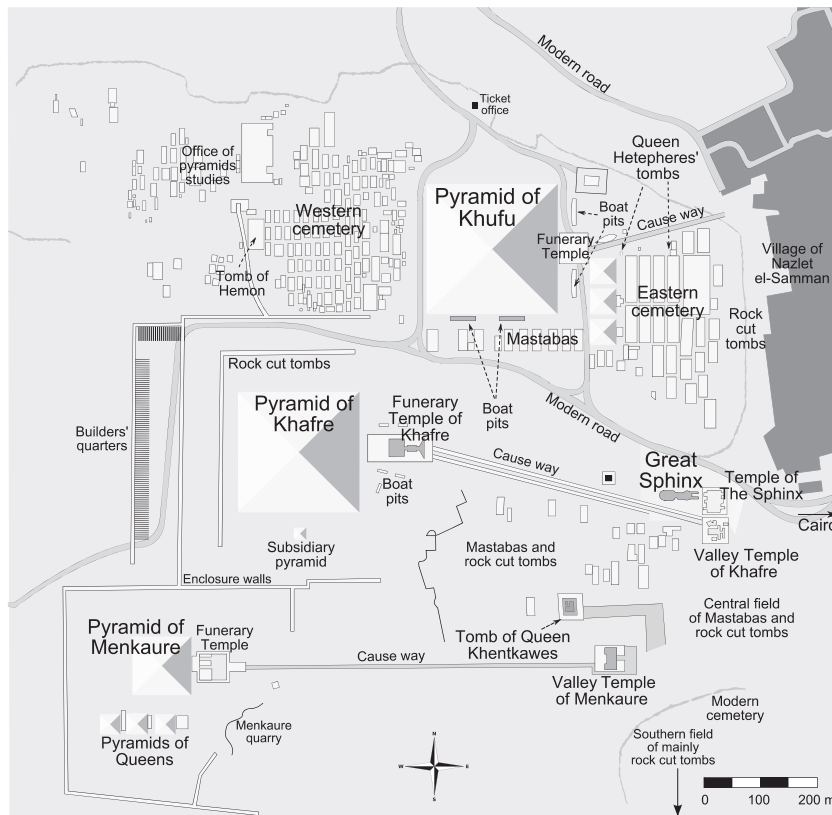 Modern road
Ticket
office
Queen
Hetepheres'
tombs
Office of
pyramids
studies
Pyramid of
Khufu
Boat
pits
Cause way
Western
cemetery
Funerary
Temple
Village of
Nazlet
el-Samman
Tomb of
Hemon
Eastern
cemetery
Rock
cut
tombs
Mastabas
Rock cut tombs
Boat
pits
Modern road
Pyramid of
Khafre
Funerary
Temple of
Khafre
Builders'
quarters
Cause way
Great
Sphinx
Temple of
The Sphinx
Boat
pits
Cairo
Subsidiary
pyramid
Mastabas and
rock cut tombs
Valley Temple
of Khafre
Enclosure walls
Central field
of Mastabas and
rock cut tombs
Pyramid of
Menkaure
Funerary
Temple
Tomb of Queen
Khentkawes
Cause way
Valley Temple
of Menkaure
Modern
cemetery
Menkaure
quarry
Pyramids of
Queens
Southern field
of mainly
rock cut tombs
N
W
E
S
0 100 200 m